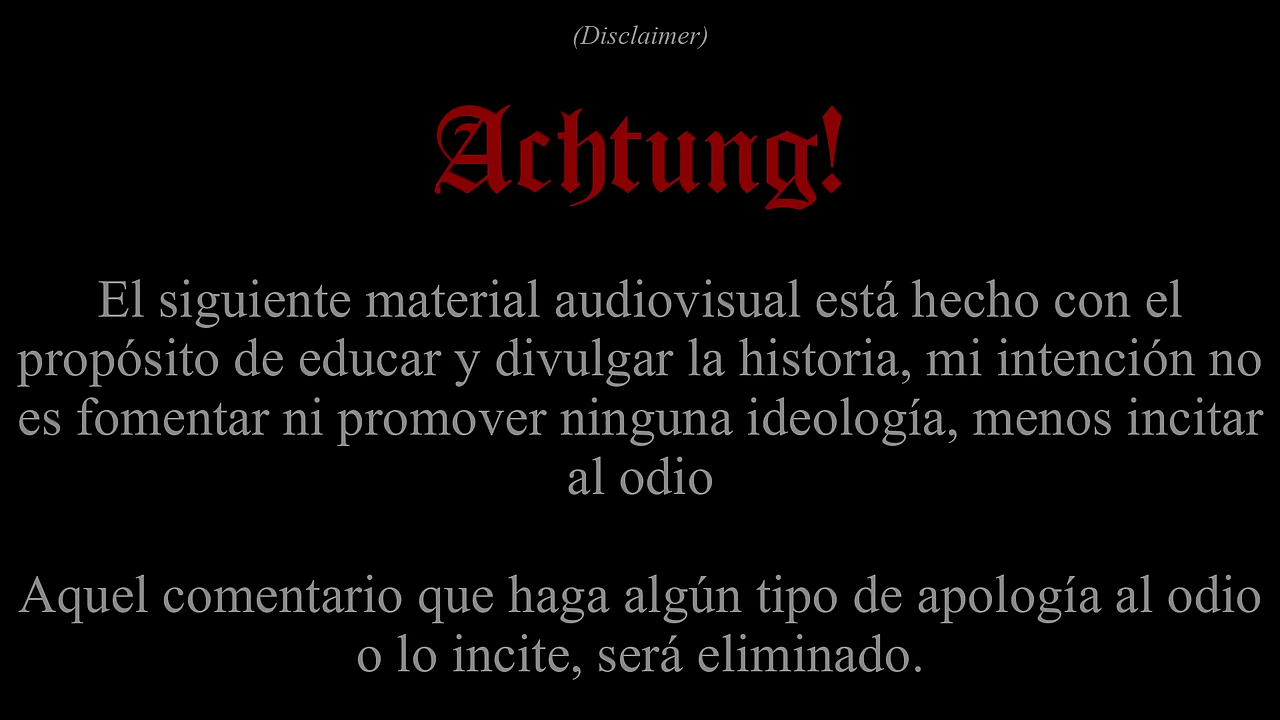 (Disclaimer)
Achtung!
El siguiente material audiovisual está hecho con el
propósito de educar y divulgar la historia, mi intención no
es fomentar ni promover ninguna ideología, menos incitar
al odio
Aquel comentario que haga algún tipo de apología al odio
o lo incite, será eliminado.